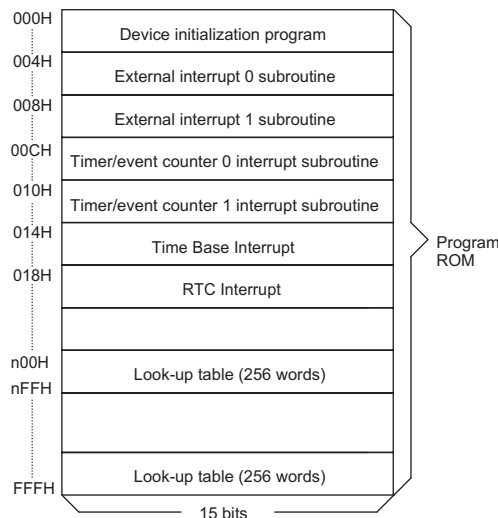 000H
Device initialization program
004H
External interrupt 0 subroutine
008H
External interrupt 1 subroutine
00CH
Timer/event counter 0 interrupt subroutine
010H
Timer/event counter 1 interrupt subroutine
014H
Time Base Interrupt
018H
RTC Interrupt
Program
ROM
n00H
Look-up table (256 words)
nFFH
Look-up table (256 words)
FFFH
15 bits